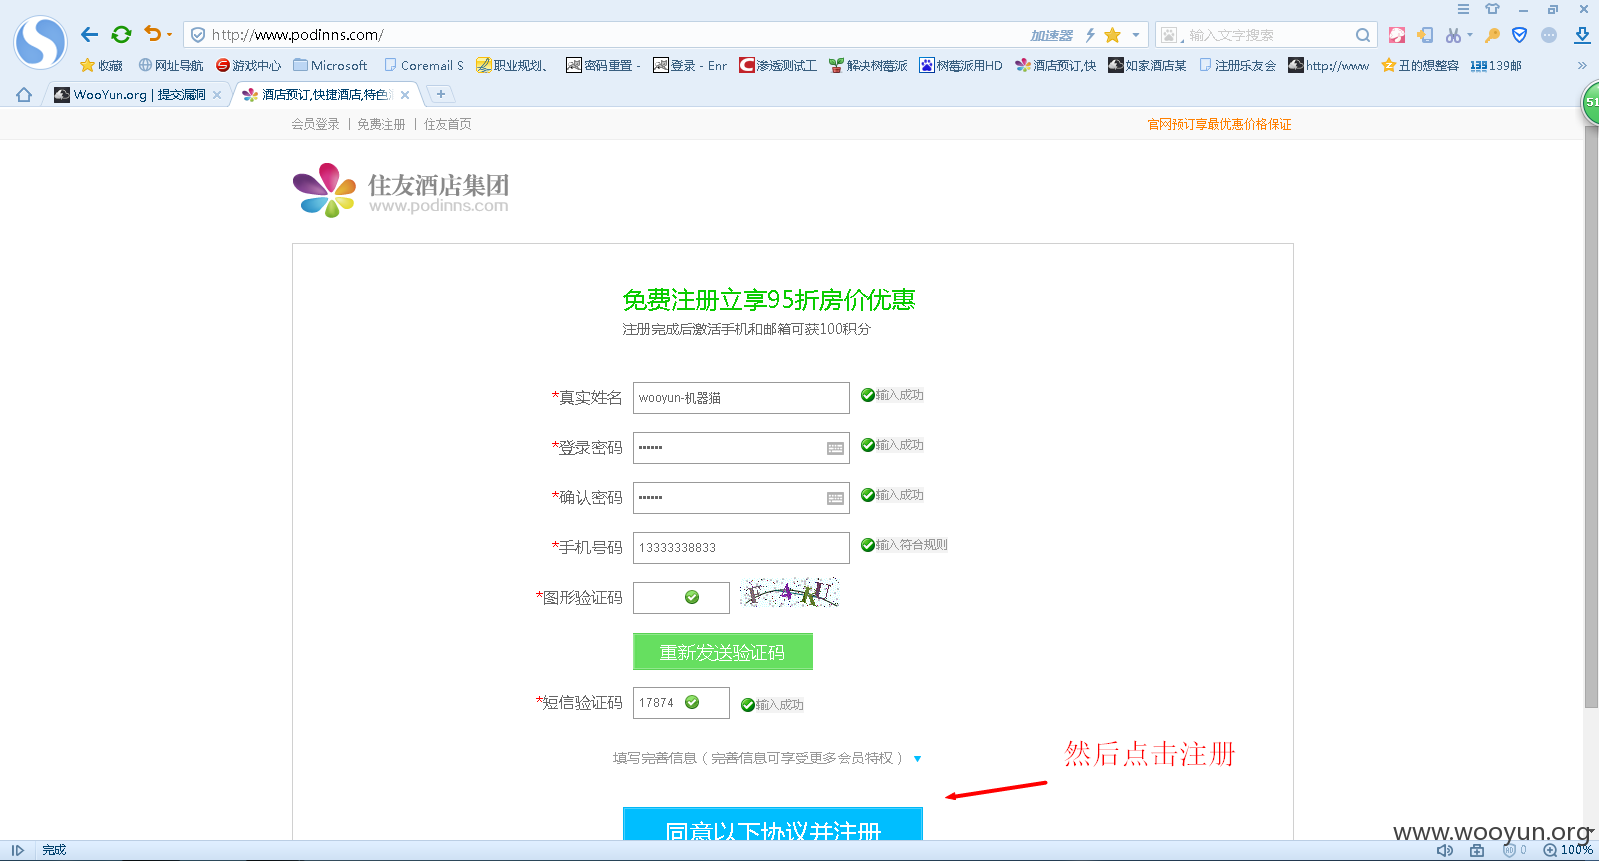 http://www.podinns.com/
加速器
输入文字搜索
收藏
网址导航
游戏中心
Microsoft
Coremail S
职业规划、
密码重置 -
登录 - Enr
渗透测试工
解决树莓派
树莓派用HD
酒店预订,快
如家酒店某
注册乐友会
http://www
丑的想整容
139邮
WooYun.org | 提交漏洞
酒店预订,快捷酒店,特色
51
会员登录 | 免费注册 | 住友首页
官网预订享最优惠价格保证
住友酒店集团
www.podinns.com
免费注册立享95折房价优惠
注册完成后激活手机和邮箱可获100积分
*真实姓名 wooyun-机器猫 输入成功
*登录密码 •••••• 输入成功
*确认密码 •••••• 输入成功
*手机号码 13333338833 输入符合规则
*图形验证码
重新发送验证码
*短信验证码 17874 输入成功
填写完善信息（完善信息可享受更多会员特权）
然后点击注册
同意以下协议并注册
www.wooyun.org
完成
0
100%